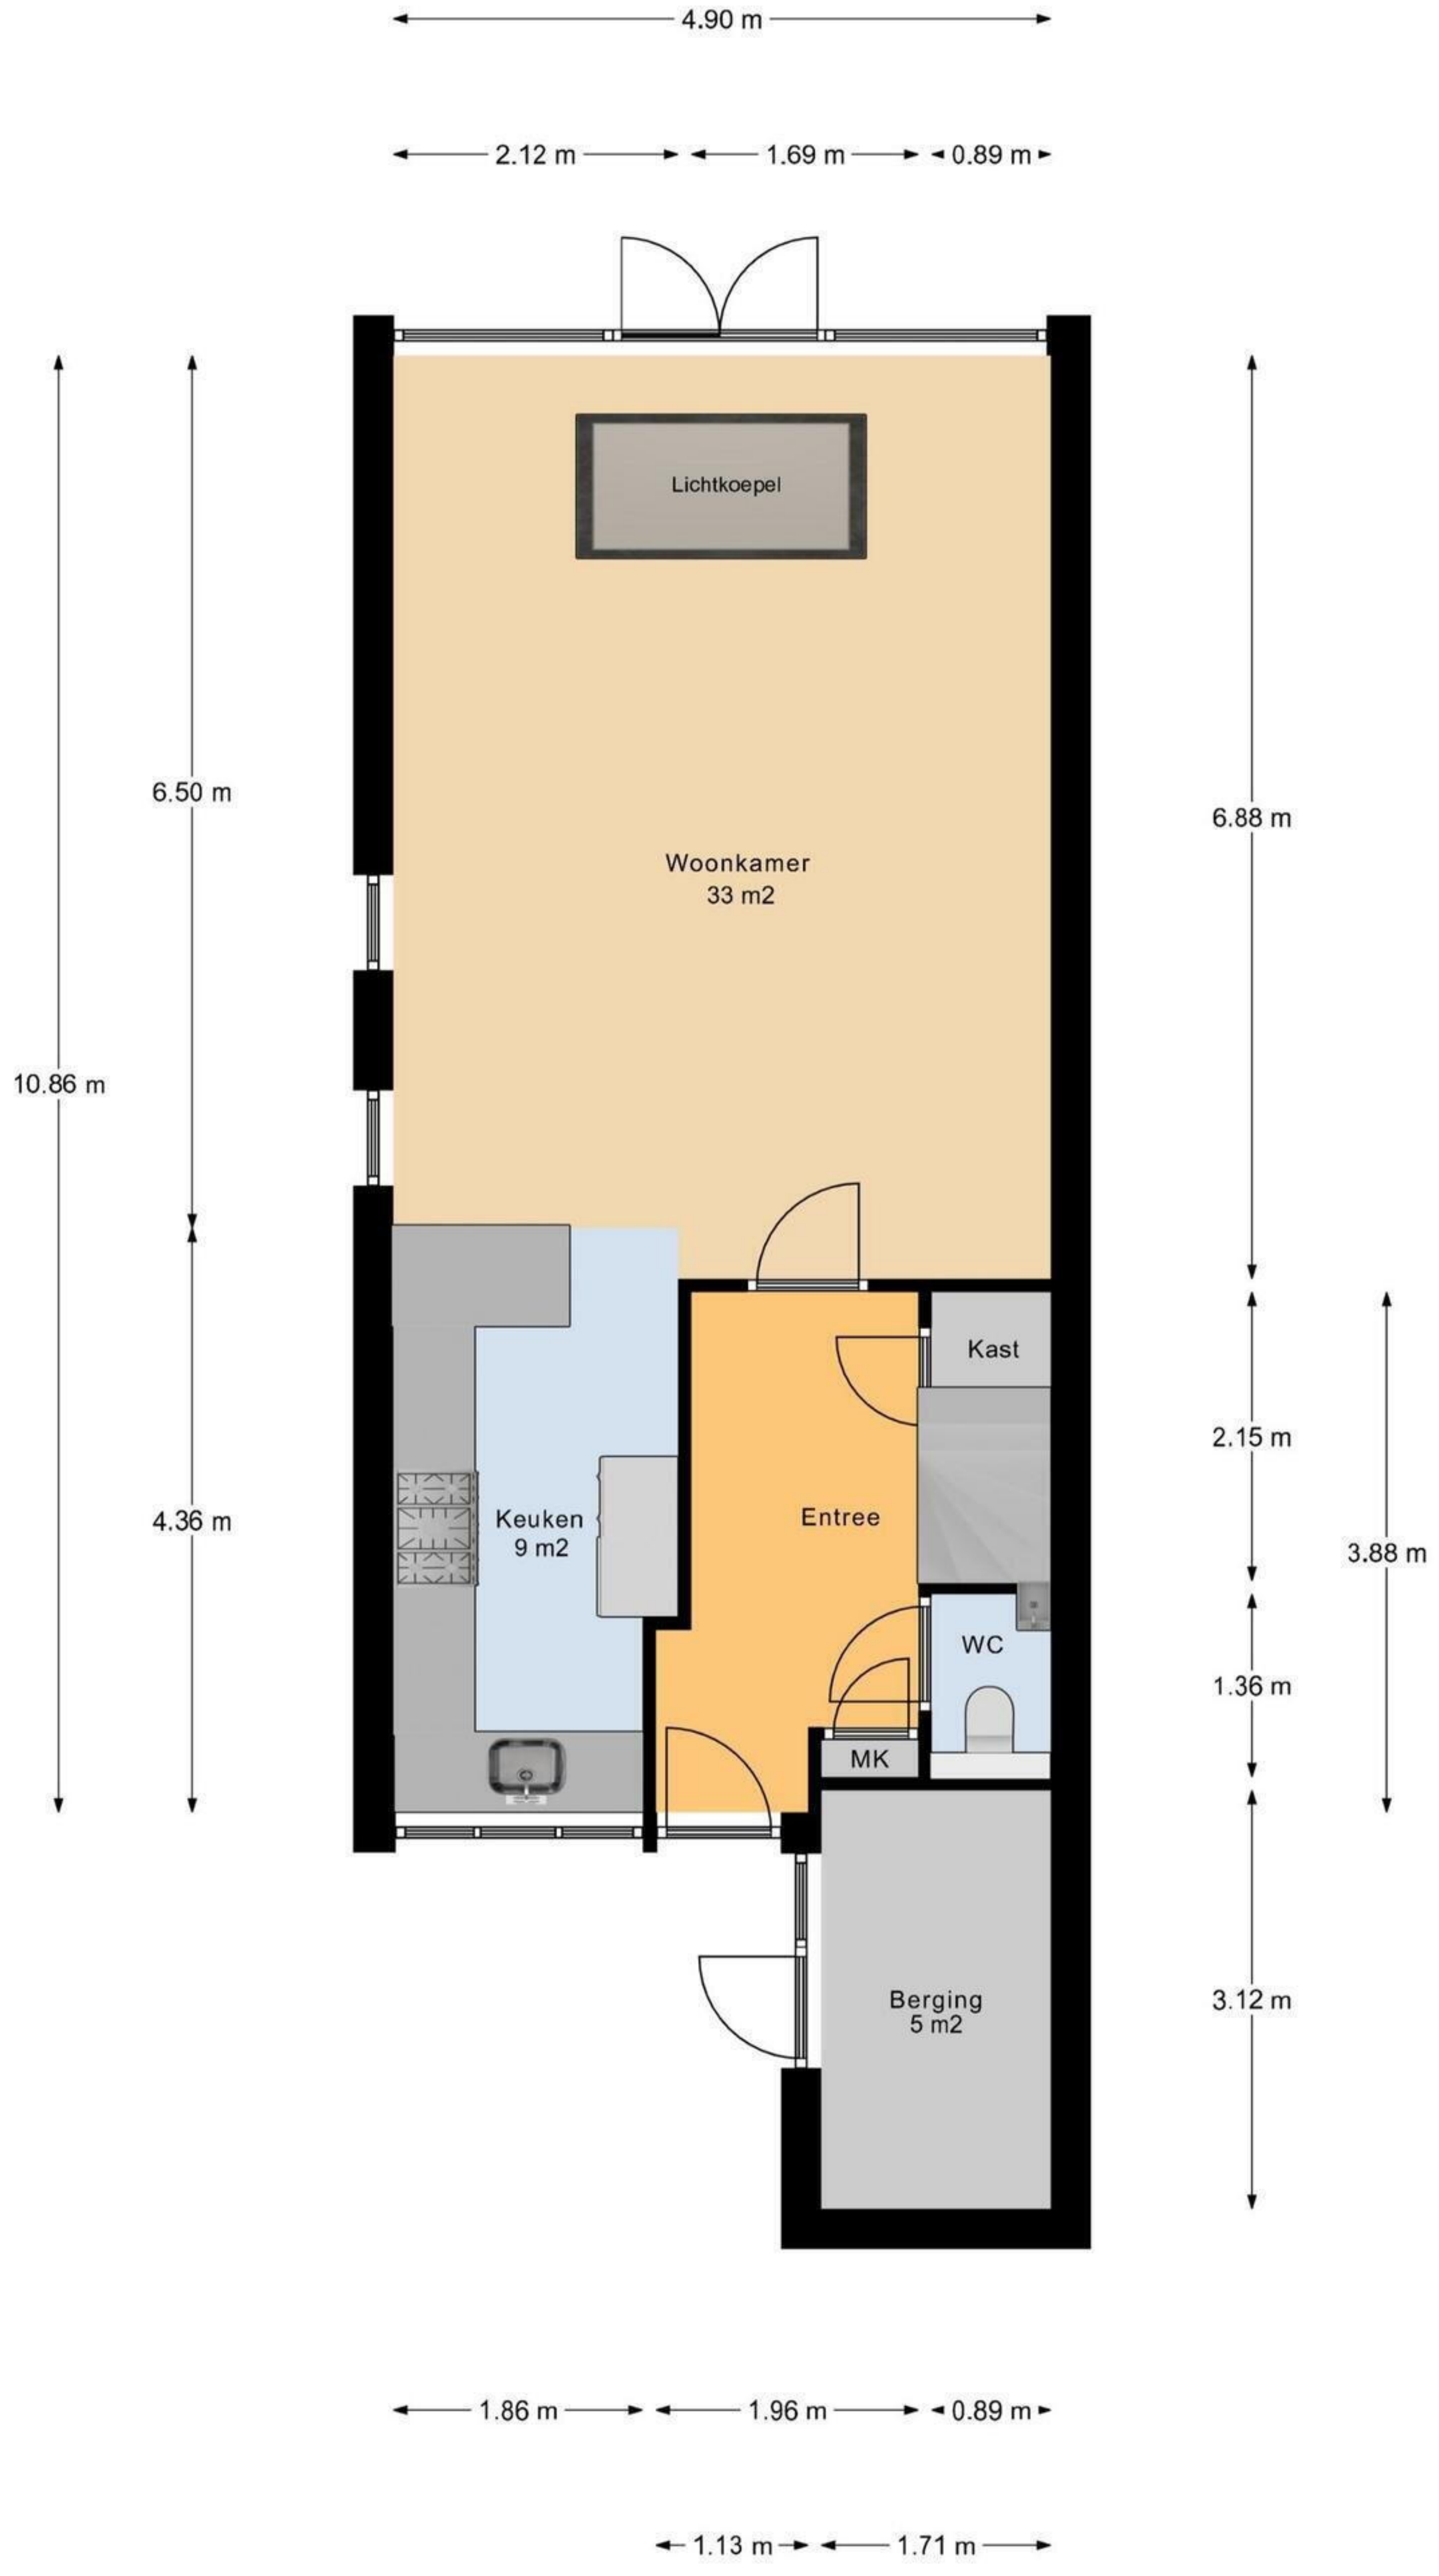 4.90 m
2.12 m
1.69 m
0.89 m
Lichtkoepel
6.50 m
6.88 m
Woonkamer
33 m2
10.86 m
Kast
2.15 m
Entree
Keuken
9 m2
4.36 m
3.88 m
WC
1.36 m
MK
Berging
5 m2
3.12 m
1.86 m
1.96 m
0.89 m
1.13 m
1.71 m